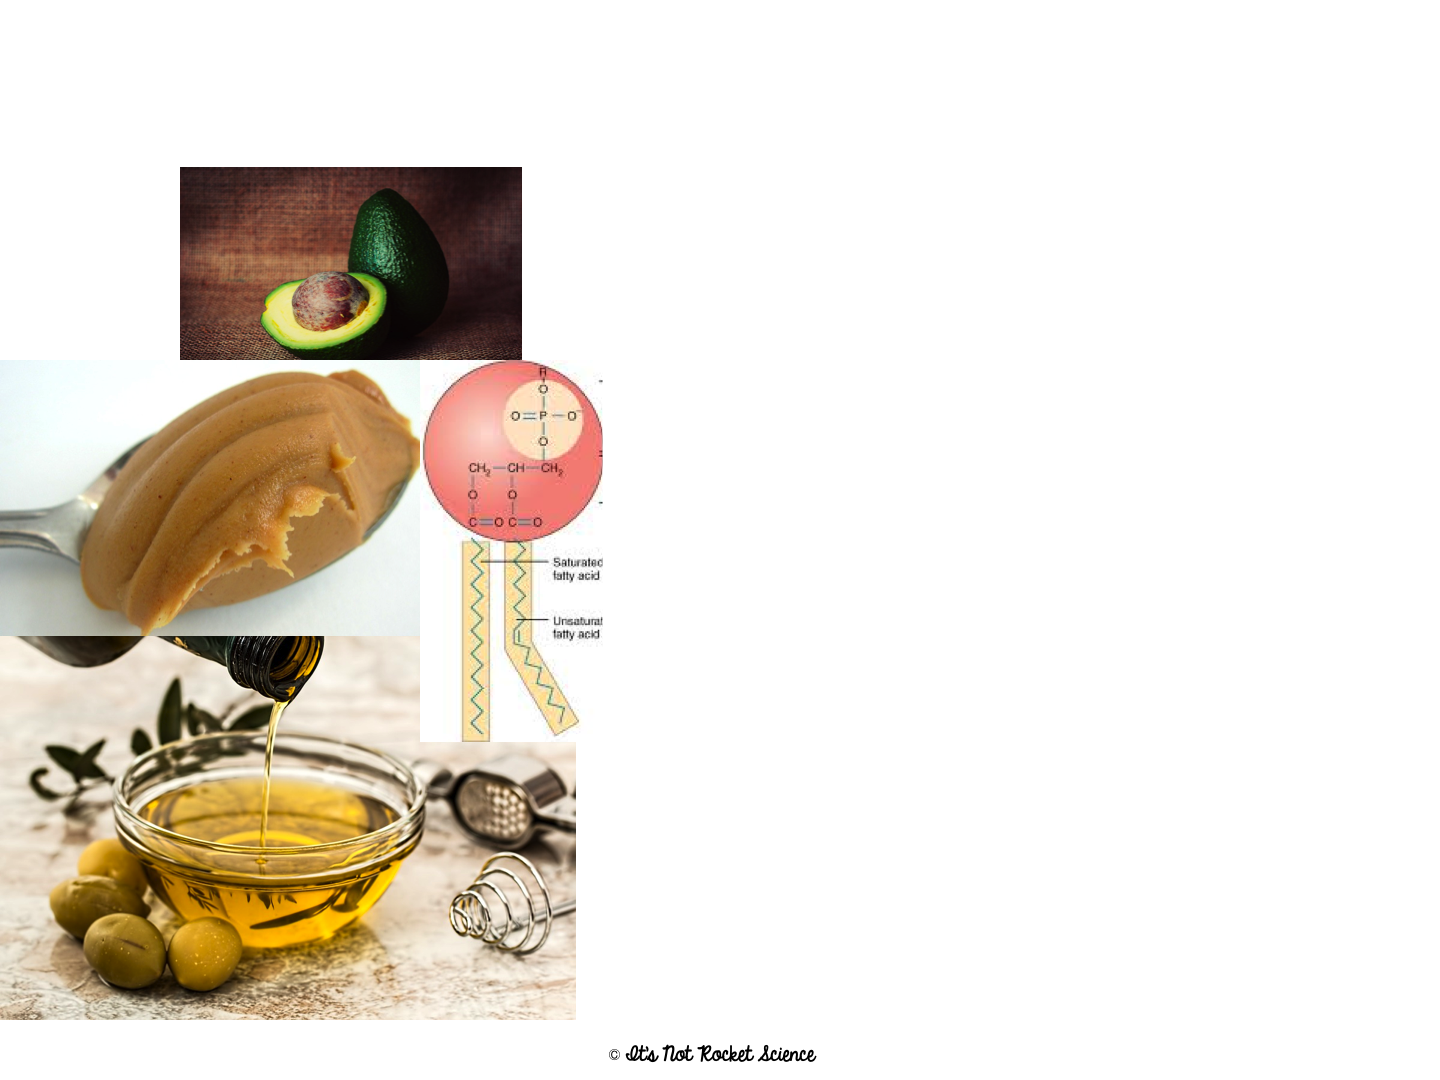 R
O
O=P—O⁻
O
CH₂—CH—CH₂
O O
C=O C=O
Saturated
fatty acid
Unsaturat
fatty acid
© It's Not Rocket Science